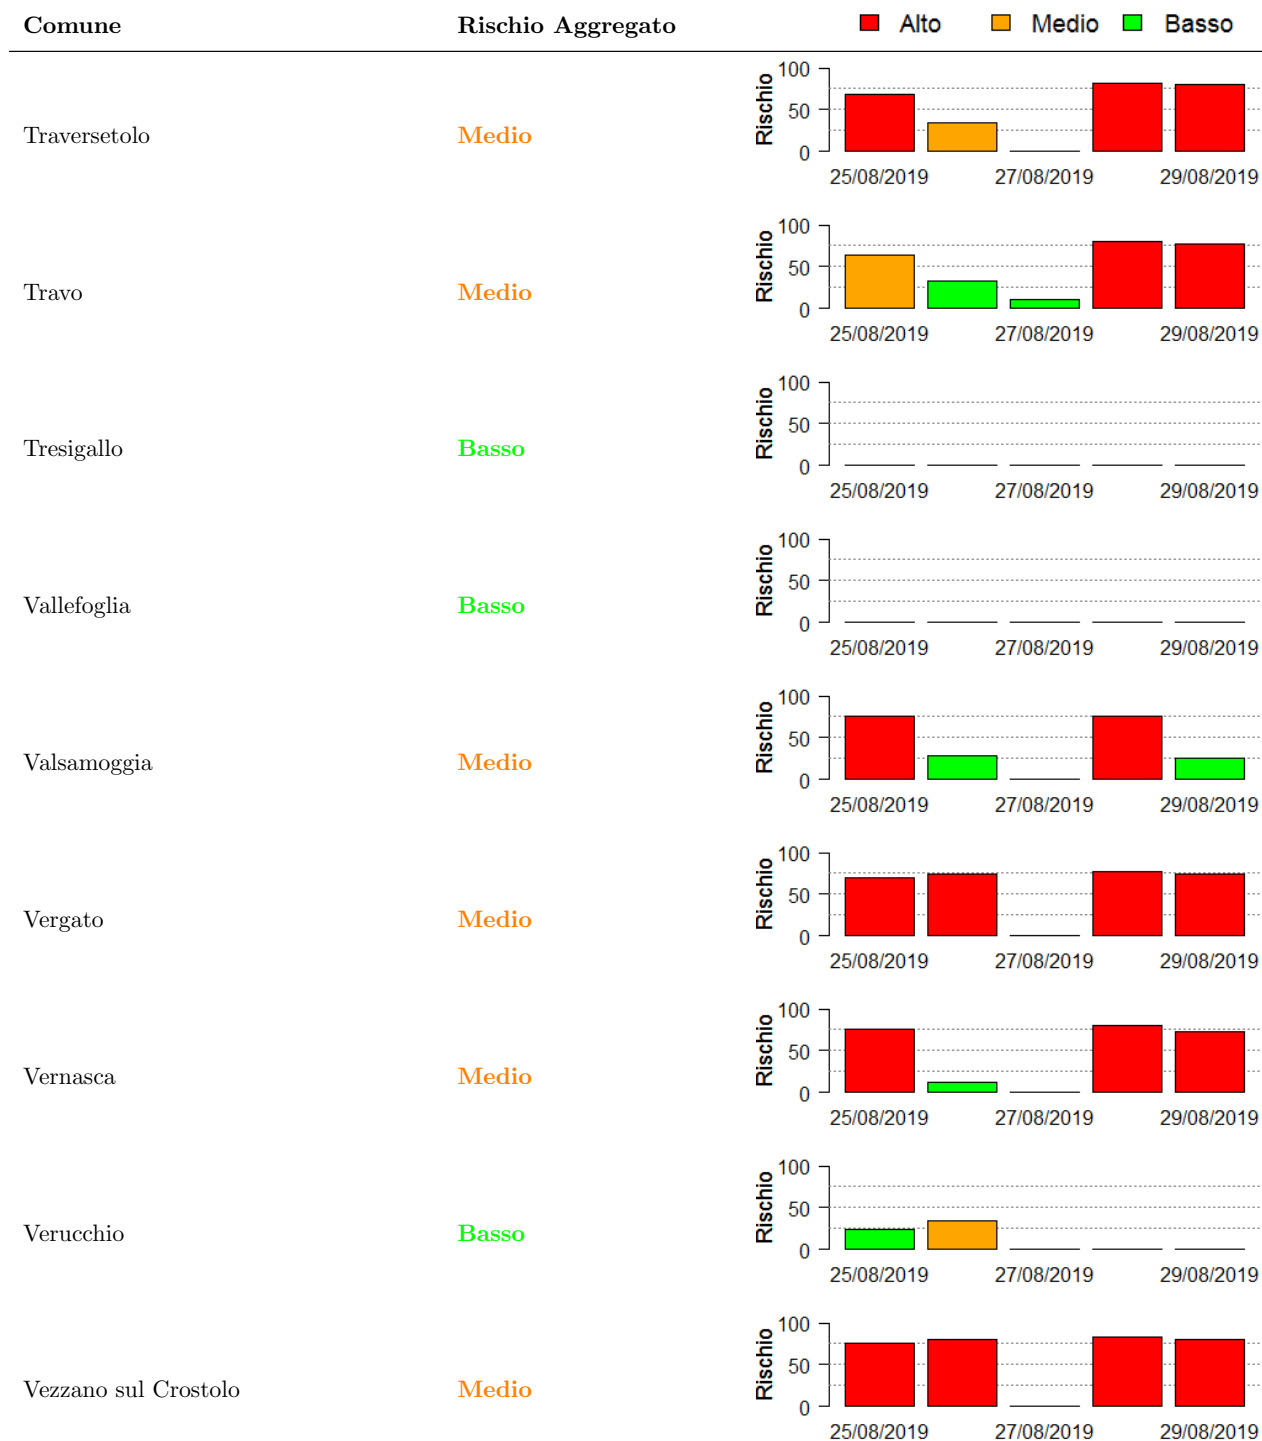 Comune Rischio Aggregato Alto Medio Basso
Traversetolo Medio Rischio 100 50 0
25/08/2019 27/08/2019 29/08/2019
Travo Medio Rischio 100 50 0
25/08/2019 27/08/2019 29/08/2019
Tresigallo Basso Rischio 100 50 0
25/08/2019 27/08/2019 29/08/2019
Vallefoglia Basso Rischio 100 50 0
25/08/2019 27/08/2019 29/08/2019
Valsamoggia Medio Rischio 100 50 0
25/08/2019 27/08/2019 29/08/2019
Vergato Medio Rischio 100 50 0
25/08/2019 27/08/2019 29/08/2019
Vernasca Medio Rischio 100 50 0
25/08/2019 27/08/2019 29/08/2019
Verucchio Basso Rischio 100 50 0
25/08/2019 27/08/2019 29/08/2019
Vezzano sul Crostolo Medio Rischio 100 50 0
25/08/2019 27/08/2019 29/08/2019